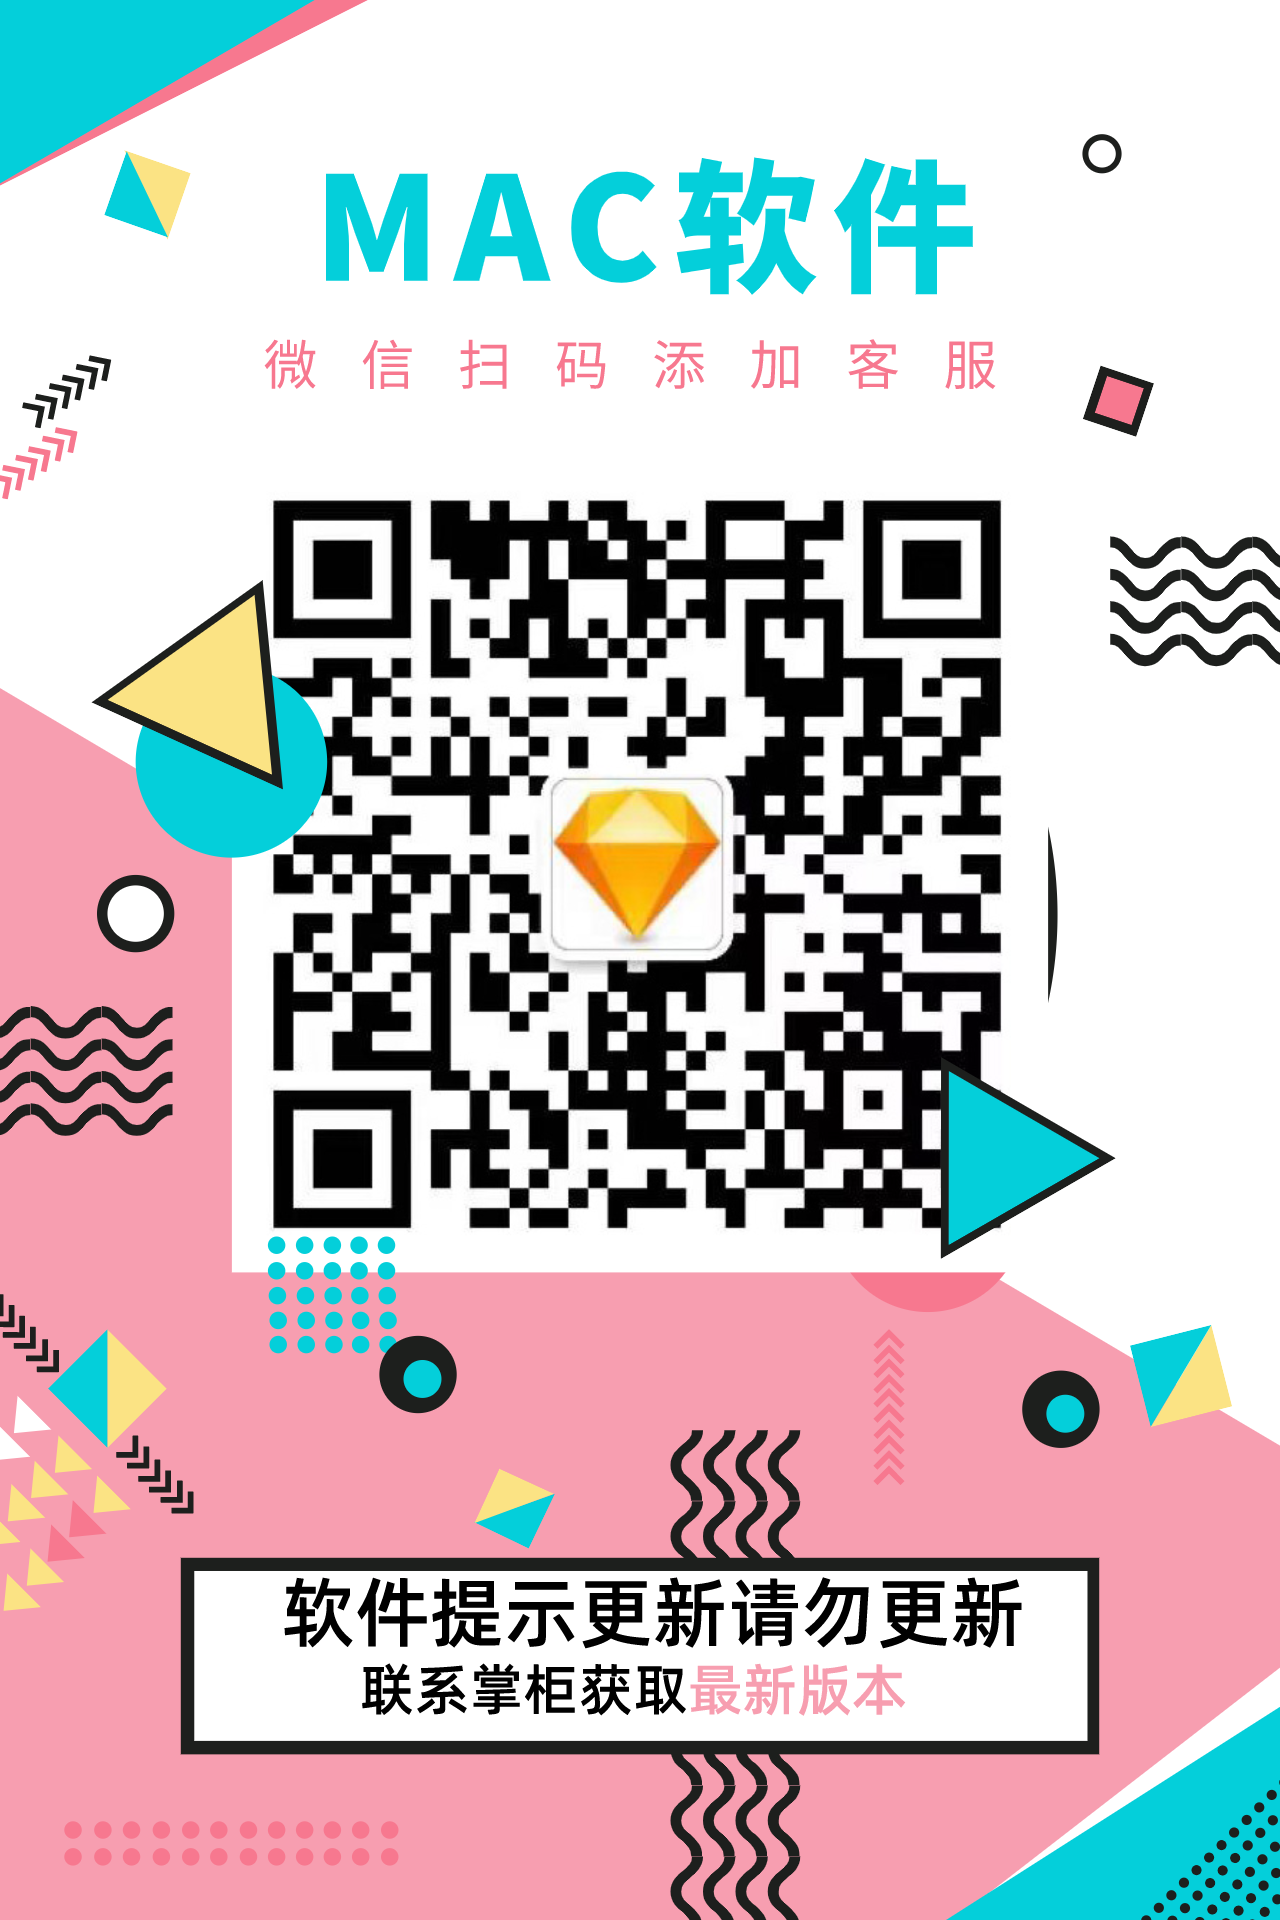 MAC软件
微信扫码添加客服
软件提示更新请勿更新
联系掌柜获取最新版本